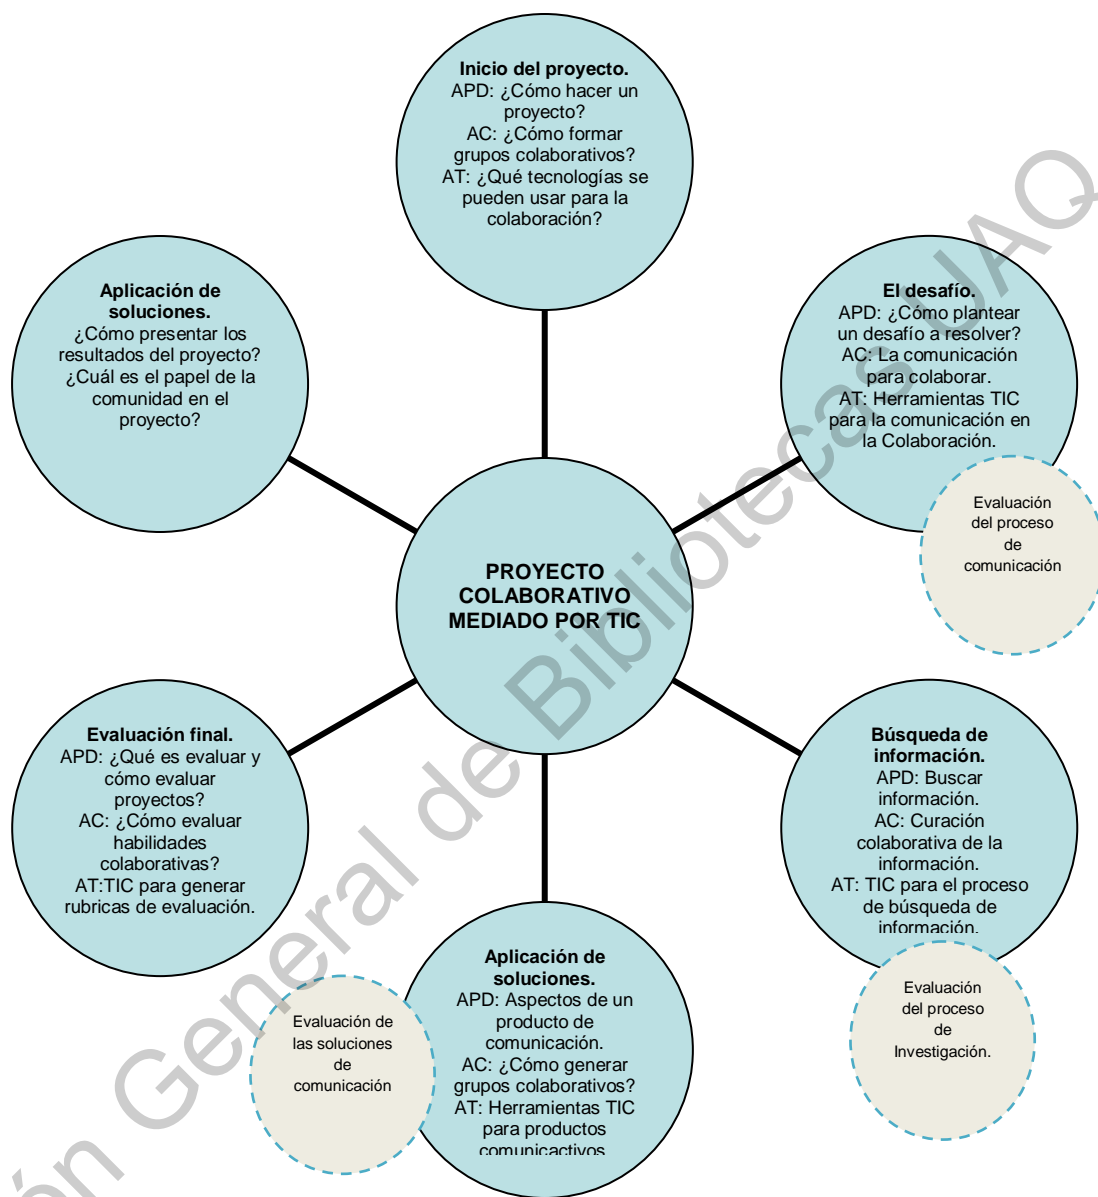 Inicio del proyecto.
APD: ¿Cómo hacer un
proyecto?
AC: ¿Cómo formar
grupos colaborativos?
AT: ¿Qué tecnologías se
pueden usar para la
colaboración?
El desafío.
APD: ¿Cómo plantear
un desafío a resolver?
AC: La comunicación
para colaborar.
AT: Herramientas TIC
para la comunicación en
la Colaboración.
Evaluación
del proceso
de
comunicación
Búsqueda de
información.
APD: Buscar
información.
AC: Curación
colaborativa de la
información.
AT: TIC para el proceso
de búsqueda de
información.
Evaluación
del proceso
de
Investigación.
Aplicación de
soluciones.
APD: Aspectos de un
producto de
comunicación.
AC: ¿Cómo generar
grupos colaborativos?
AT: Herramientas TIC
para productos
comunicactivos
Evaluación de
las soluciones
de
comunicación
Evaluación final.
APD: ¿Qué es evaluar y
cómo evaluar
proyectos?
AC: ¿Cómo evaluar
habilidades
colaborativas?
AT:TIC para generar
rubricas de evaluación.
Aplicación de
soluciones.
¿Cómo presentar los
resultados del proyecto?
¿Cuál es el papel de la
comunidad en el
proyecto?
PROYECTO
COLABORATIVO
MEDIADO POR TIC
ón General de Bibliotecas UAQ